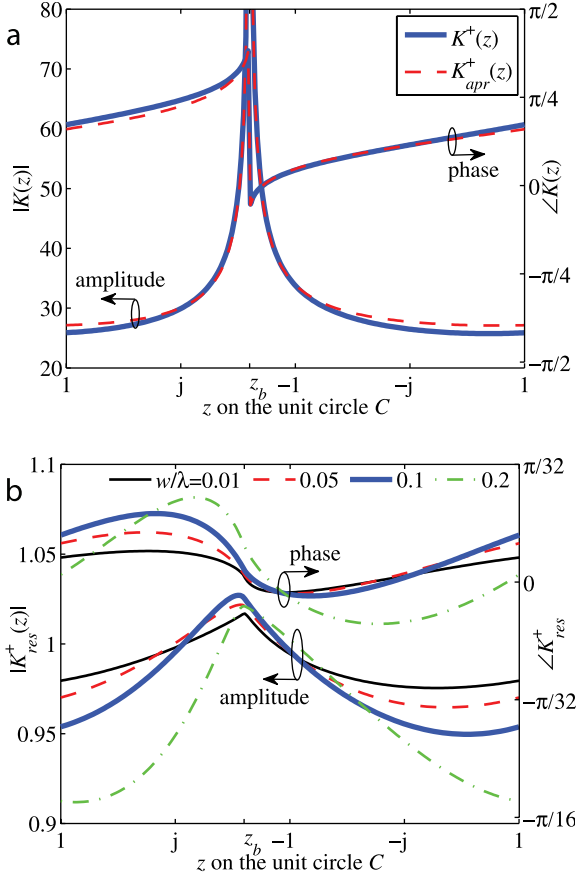 a
80
70
60
50
40
30
20
|K(z)|
K⁺(z)
K⁺apr(z)
phase
amplitude
π/2
π/4
0
−π/4
−π/2
∠K(z)
1 j z_b −1 −j 1
z on the unit circle C
b
1.1
1.05
1
0.95
0.9
|K⁺res(z)|
w/λ=0.01 0.05 0.1 0.2
phase
amplitude
π/32
0
−π/32
−π/16
∠K⁺res
1 j z_b −1 −j 1
z on the unit circle C